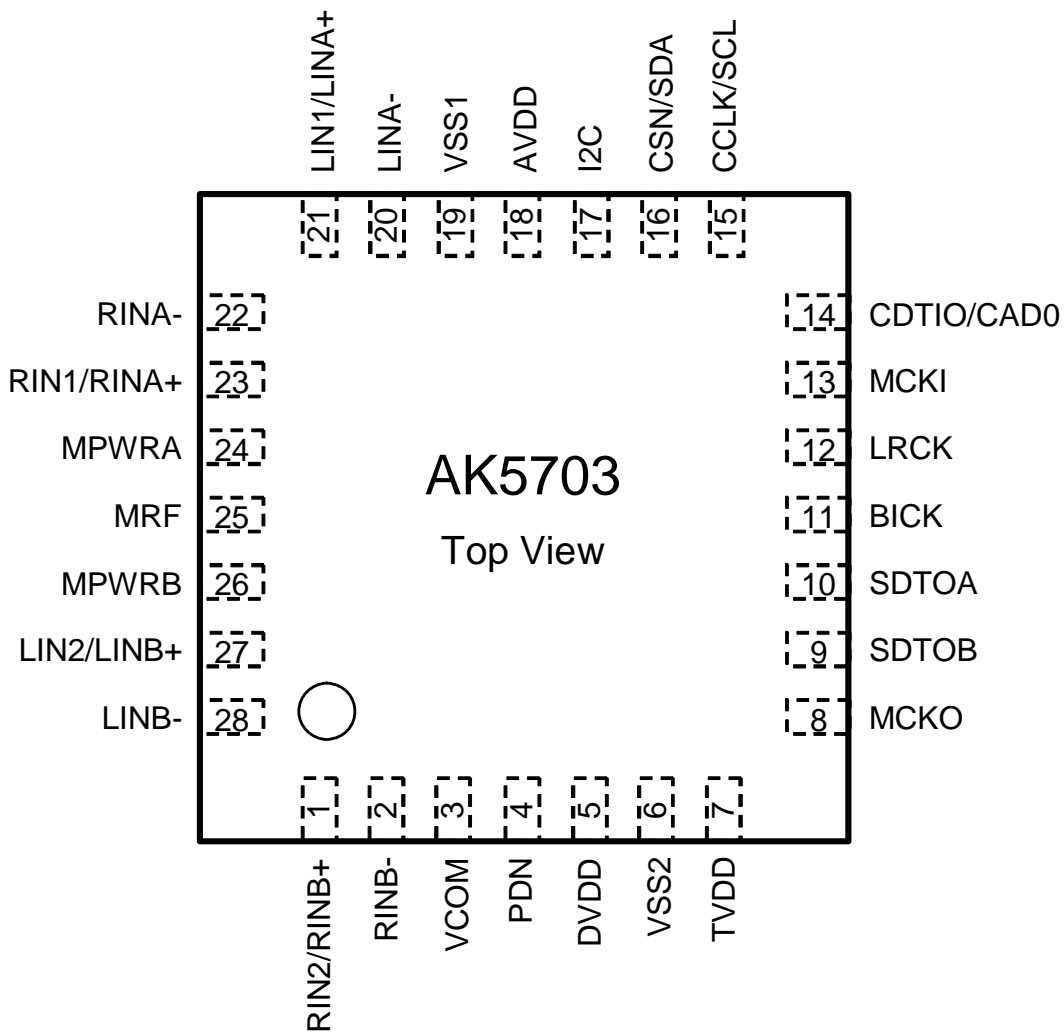 LIN1/LINA+
LINA-
VSS1
AVDD
I2C
CSN/SDA
CCLK/SCL
21
20
19
18
17
16
15
RINA- 22
14 CDTIO/CAD0
RIN1/RINA+ 23
13 MCKI
MPWRA 24
12 LRCK
AK5703
MRF 25
11 BICK
Top View
MPWRB 26
10 SDTOA
LIN2/LINB+ 27
9 SDTOB
LINB- 28
8 MCKO
1
2
3
4
5
6
7
RIN2/RINB+
RINB-
VCOM
PDN
DVDD
VSS2
TVDD